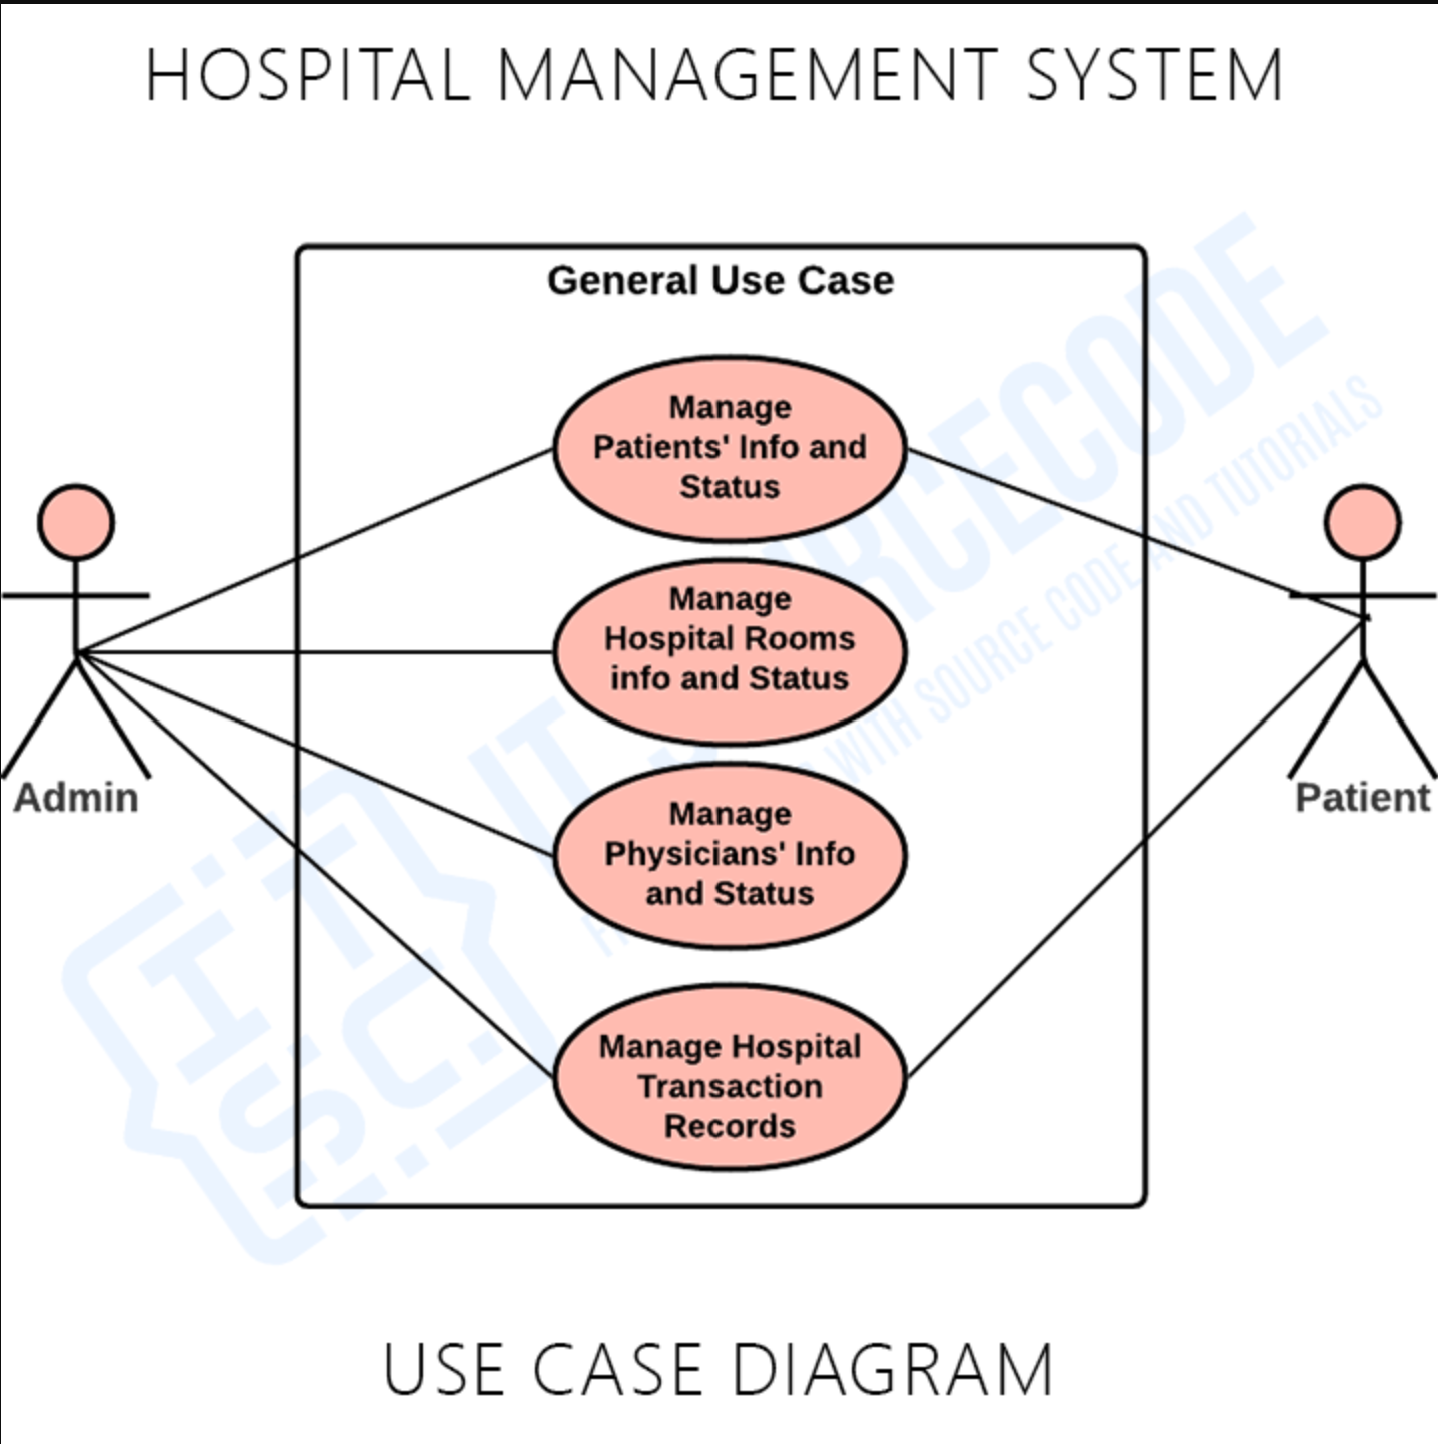 HOSPITAL MANAGEMENT SYSTEM
General Use Case
Manage
Patients' Info and
Status
Manage
Hospital Rooms
info and Status
Manage
Physicians' Info
and Status
Manage Hospital
Transaction
Records
Admin
Patient
USE CASE DIAGRAM